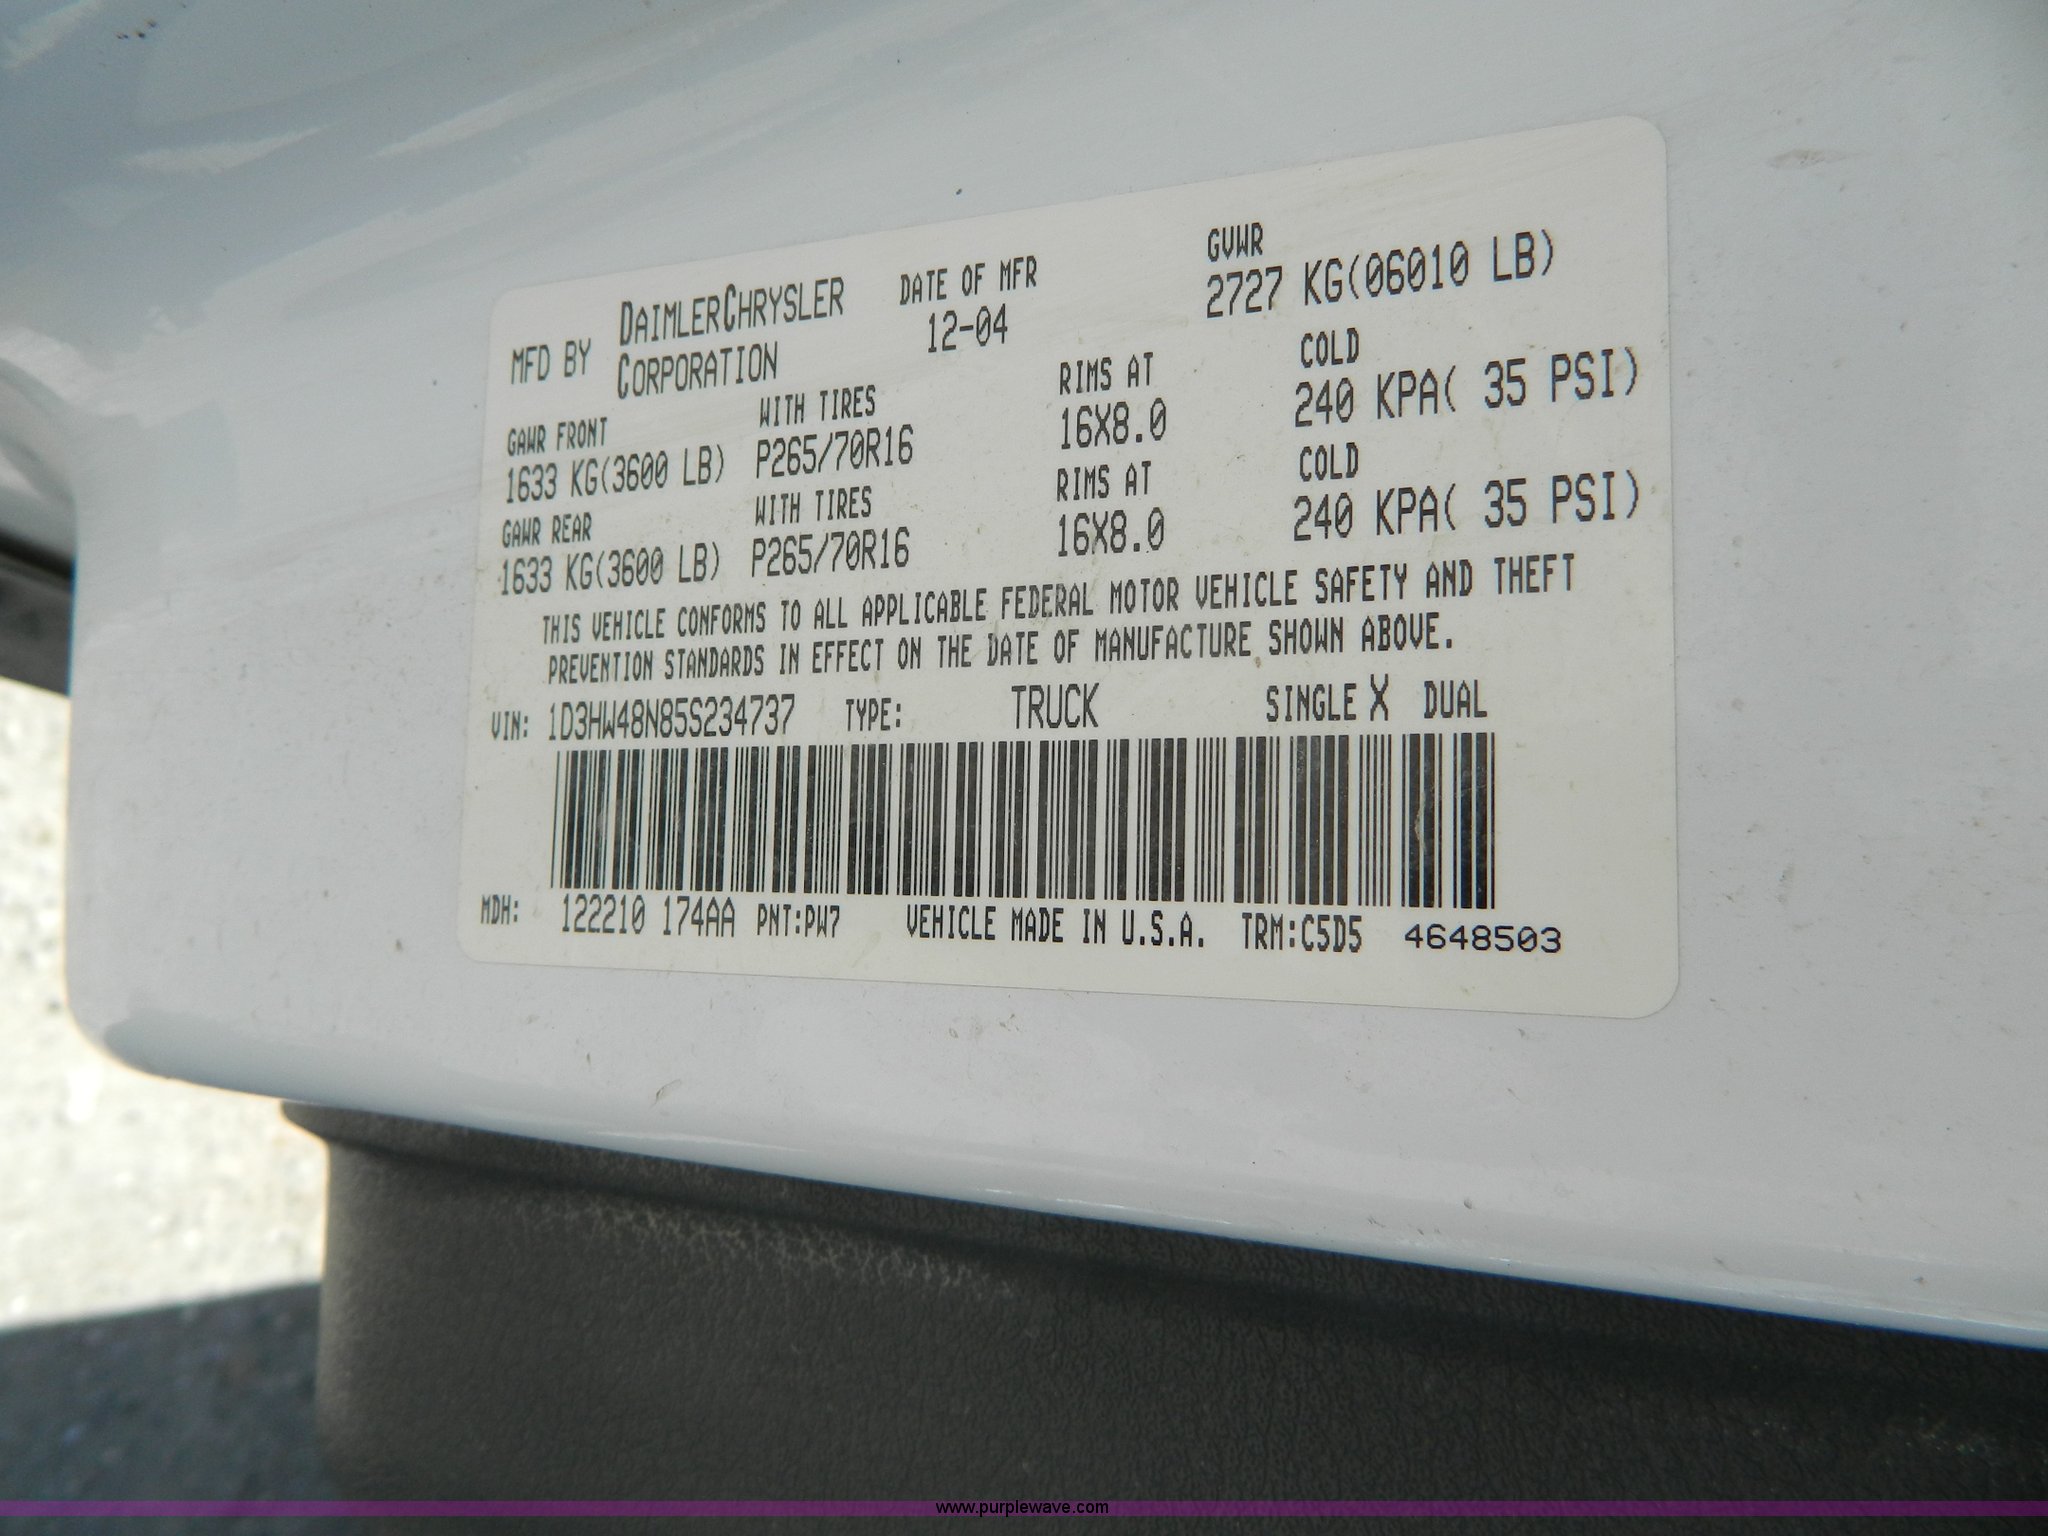 MFD BY DAIMLERCHRYSLER CORPORATION
DATE OF MFR
12-04
GVWR
2727 KG(06010 LB)
GAWR FRONT WITH TIRES RIMS AT COLD
1633 KG(3600 LB) P265/70R16 16X8.0 240 KPA( 35 PSI)
GAWR REAR WITH TIRES RIMS AT COLD
1633 KG(3600 LB) P265/70R16 16X8.0 240 KPA( 35 PSI)
THIS VEHICLE CONFORMS TO ALL APPLICABLE FEDERAL MOTOR VEHICLE SAFETY AND THEFT
PREVENTION STANDARDS IN EFFECT ON THE DATE OF MANUFACTURE SHOWN ABOVE.
VIN: 1D3HW48N85S234737 TYPE: TRUCK SINGLE X DUAL
MDH: 122210 174AA PNT:PW7 VEHICLE MADE IN U.S.A. TRM:C5D5 4648503
www.purplewave.com